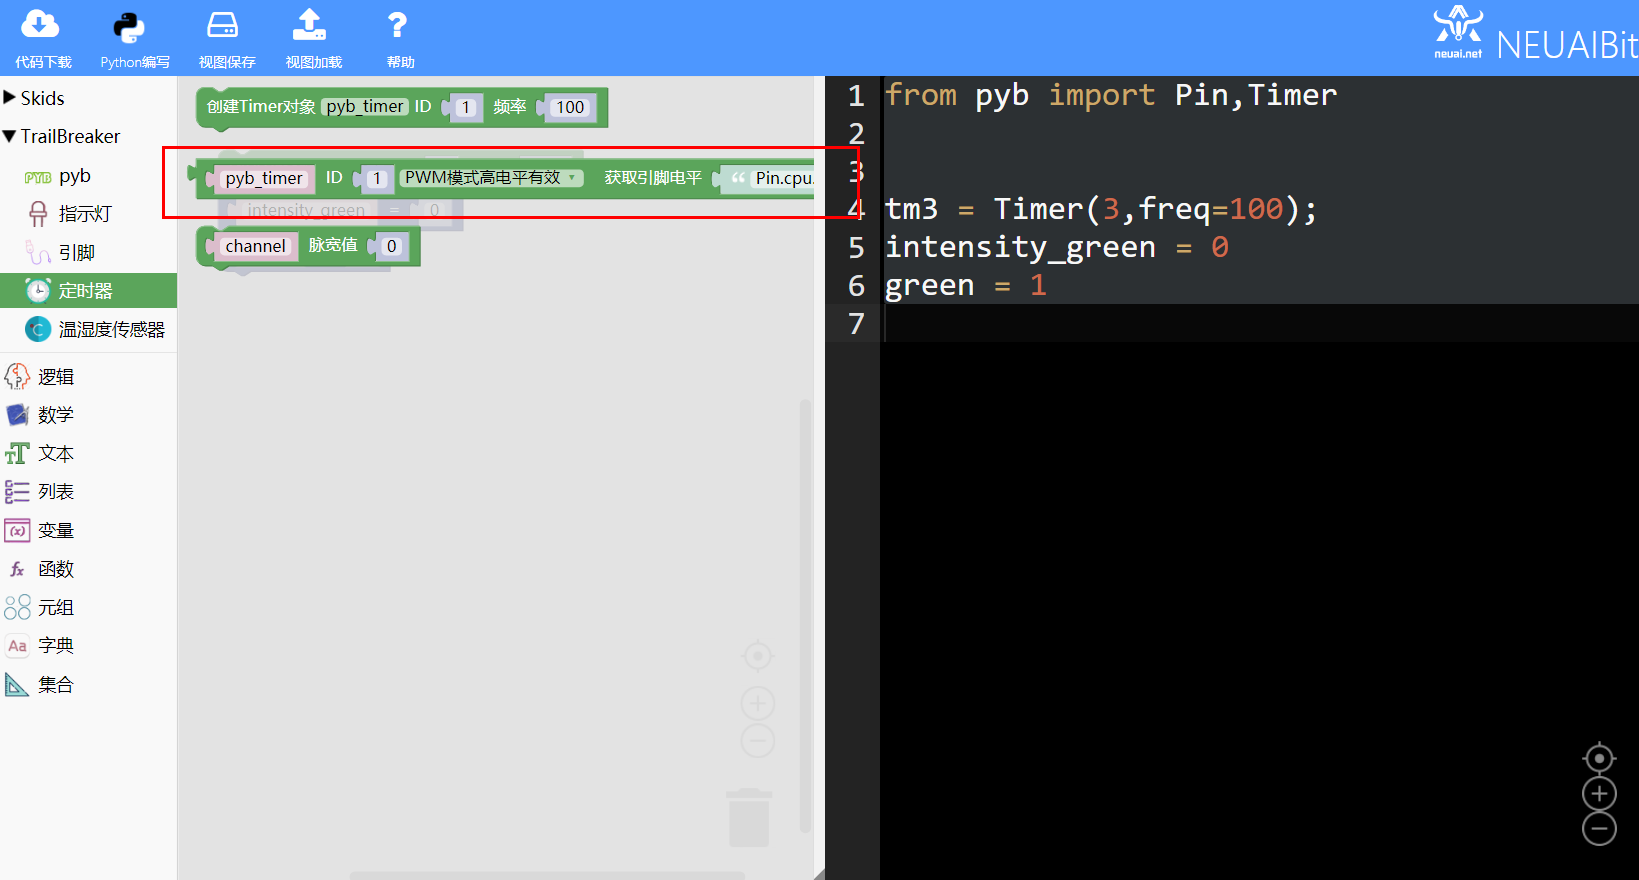 代码下载 Python编写 视图保存 视图加载 帮助
neuai.net NEUAIBit
Skids
TrailBreaker
PYB pyb
指示灯
引脚
定时器
温湿度传感器
逻辑
数学
文本
列表
变量
函数
元组
Aa 字典
集合
创建Timer对象 pyb_timer ID 1 频率 100
pyb_timer ID 1 PWM模式高电平有效 获取引脚电平 “ Pin.cpu.
intensity_green = 0
channel 脉宽值 0
1 from pyb import Pin,Timer
2
3
4 tm3 = Timer(3,freq=100);
5 intensity_green = 0
6 green = 1
7